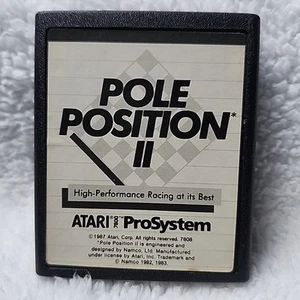 POLE
POSITION*
II
High-Performance Racing at its Best
ATARI 7800 ProSystem
© 1987 Atari, Corp. All rights reserved. 7808
*Pole Position II is engineered and
designed by Namco, Ltd. Manufactured
under license by Atari, Inc. Trademark and
© Namco 1982, 1983.